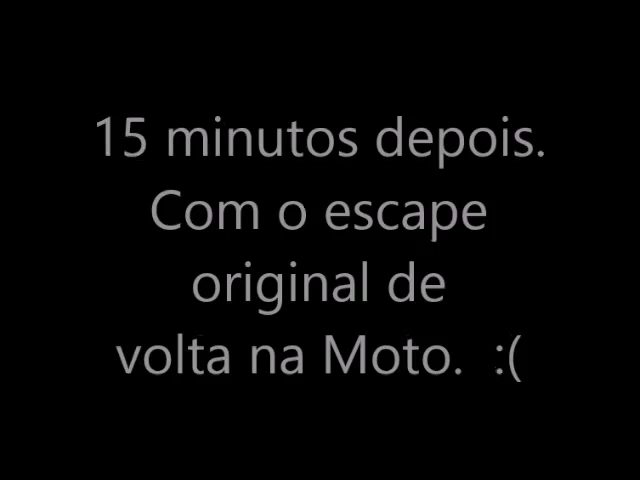 15 minutos depois.
Com o escape
original de
volta na Moto.  :(